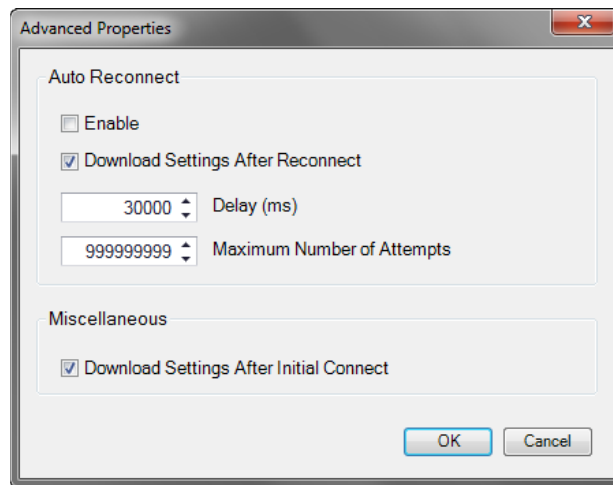 Advanced Properties
Auto Reconnect
Enable
Download Settings After Reconnect
30000 Delay (ms)
999999999 Maximum Number of Attempts
Miscellaneous
Download Settings After Initial Connect
OK Cancel